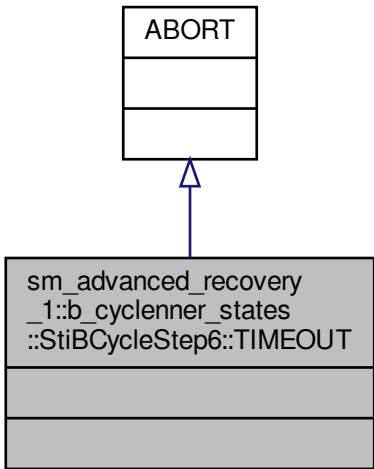 ABORT
sm_advanced_recovery
_1::b_cyclenner_states
::StiBCycleStep6::TIMEOUT